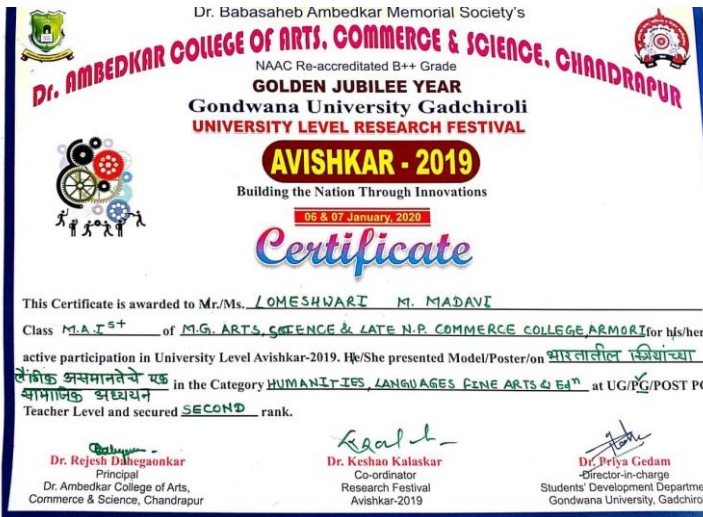 Dr. Babasaheb Ambedkar Memorial Society's
Dr. AMBEDKAR COLLEGE OF ARTS, COMMERCE & SCIENCE, CHANDRAPUR
NAAC Re-accreditated B++ Grade
GOLDEN JUBILEE YEAR
Gondwana University Gadchiroli
UNIVERSITY LEVEL RESEARCH FESTIVAL
AVISHKAR - 2019
Building the Nation Through Innovations
06 & 07 January, 2020
Certificate
This Certificate is awarded to Mr./Ms. LOMESHWARI M. MADAVI
Class M.A.Ist of M.G. ARTS, SCIENCE & LATE N.P. COMMERCE COLLEGE, ARMORI for his/her
active participation in University Level Avishkar-2019. He/She presented Model/Poster/on भारतातील स्त्रियांच्या
लैंगिक असमानतेचे एक सामाजिक अध्ययन in the Category HUMANITIES, LANGUAGES FINE ARTS & Edn at UG/PG/POST PG
Teacher Level and secured SECOND rank.
Dr. Rejesh Dahegaonkar
Principal
Dr. Ambedkar College of Arts,
Commerce & Science, Chandrapur
Dr. Keshao Kalaskar
Co-ordinator
Research Festival
Avishkar-2019
Dr. Priya Gedam
Director-in-charge
Students' Development Departme
Gondwana University, Gadchirol